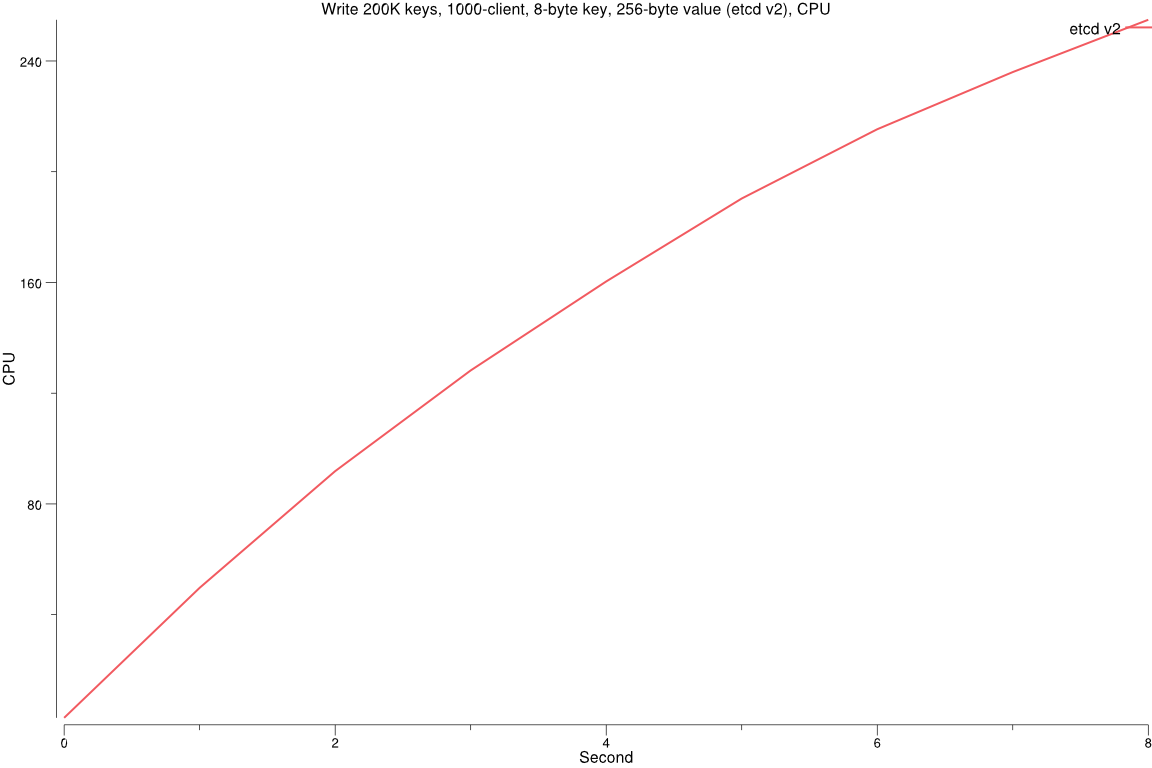 Write 200K keys, 1000-client, 8-byte key, 256-byte value (etcd v2), CPU
etcd v2
240
160
80
CPU
0 2 4 6 8
Second